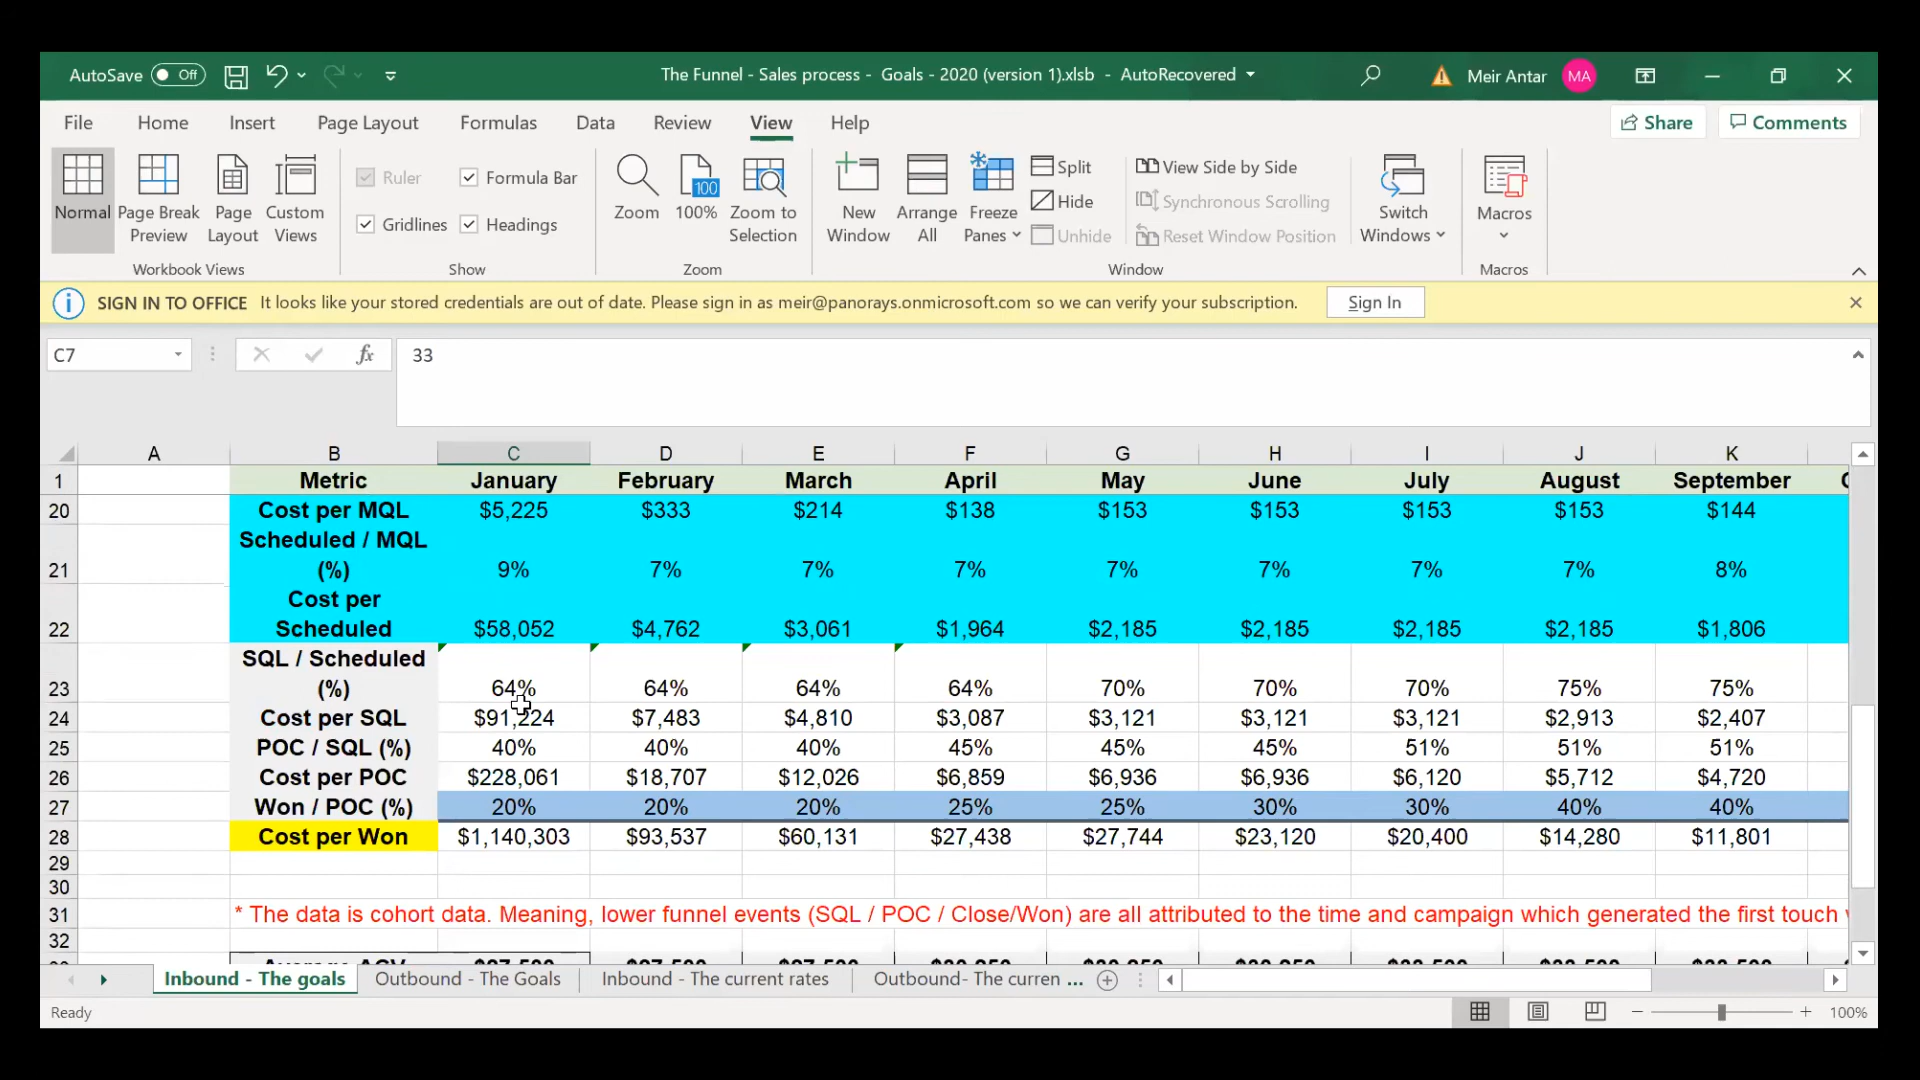 AutoSave Off The Funnel - Sales process - Goals - 2020 (version 1).xlsb - AutoRecovered Meir Antar MA
File Home Insert Page Layout Formulas Data Review View Help Share Comments
Normal
Page Break Preview
Page Layout
Custom Views
Workbook Views
Ruler Formula Bar
Gridlines Headings
Show
Zoom
100
100%
Zoom to Selection
Zoom
New Window
Arrange All
Freeze Panes
Split
Hide
Unhide
View Side by Side
Synchronous Scrolling
Reset Window Position
Window
Switch Windows
Macros
Macros
SIGN IN TO OFFICE It looks like your stored credentials are out of date. Please sign in as meir@panorays.onmicrosoft.com so we can verify your subscription. Sign In
C7 fx 33
A B C D E F G H I J K
1 Metric January February March April May June July August September
20 Cost per MQL $5,225 $333 $214 $138 $153 $153 $153 $153 $144
Scheduled / MQL
21 (%) 9% 7% 7% 7% 7% 7% 7% 7% 8%
Cost per
22 Scheduled $58,052 $4,762 $3,061 $1,964 $2,185 $2,185 $2,185 $2,185 $1,806
SQL / Scheduled
23 (%) 64% 64% 64% 64% 70% 70% 70% 75% 75%
24 Cost per SQL $91,224 $7,483 $4,810 $3,087 $3,121 $3,121 $3,121 $2,913 $2,407
25 POC / SQL (%) 40% 40% 40% 45% 45% 45% 51% 51% 51%
26 Cost per POC $228,061 $18,707 $12,026 $6,859 $6,936 $6,936 $6,120 $5,712 $4,720
27 Won / POC (%) 20% 20% 20% 25% 25% 30% 30% 40% 40%
28 Cost per Won $1,140,303 $93,537 $60,131 $27,438 $27,744 $23,120 $20,400 $14,280 $11,801
29
30
31 * The data is cohort data. Meaning, lower funnel events (SQL / POC / Close/Won) are all attributed to the time and campaign which generated the first touch
32
Inbound - The goals Outbound - The Goals Inbound - The current rates Outbound- The curren ...
Ready 100%